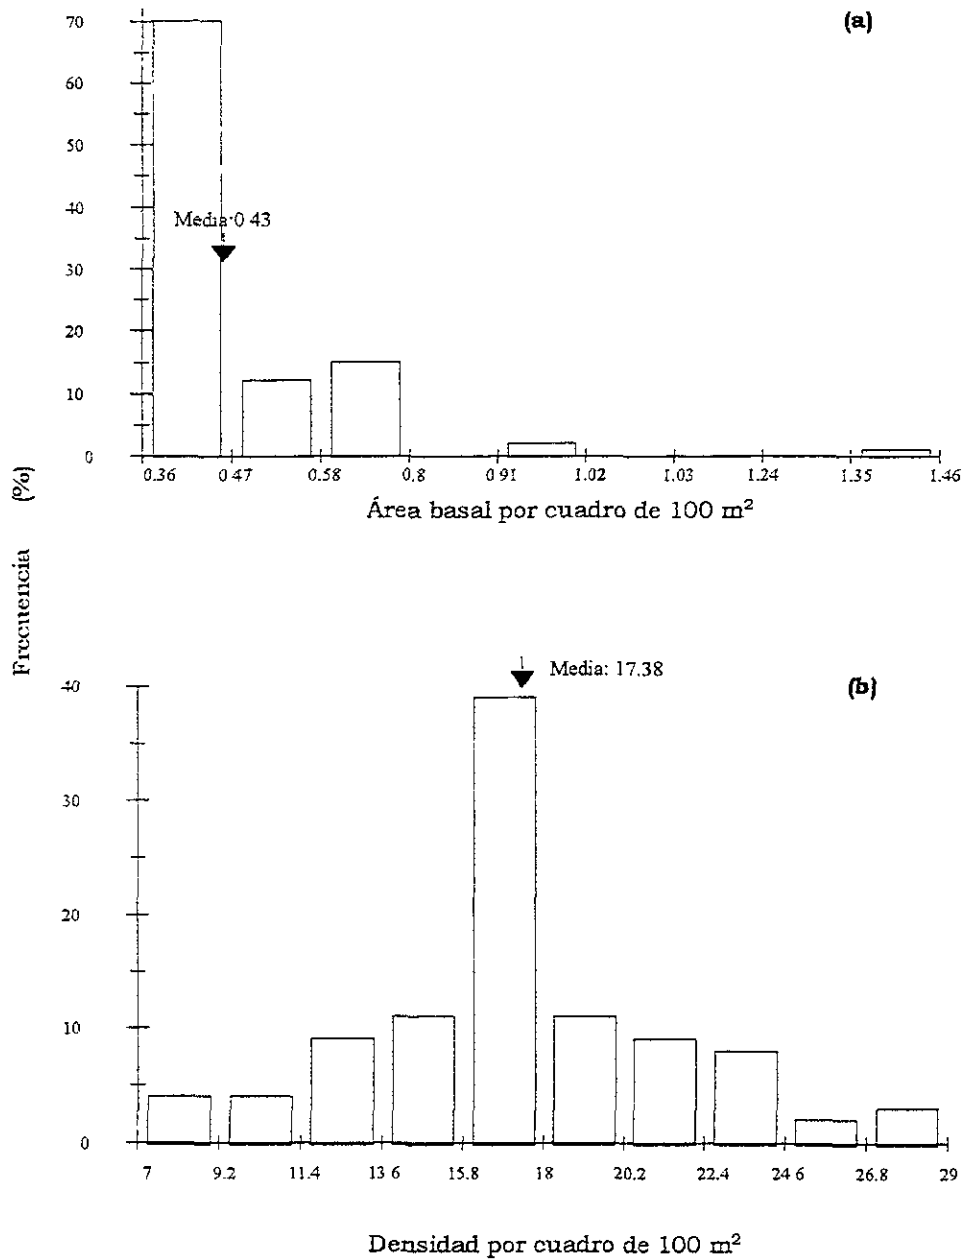 (a)
70
60
50
40
Media:0 43
30
20
10
0
0.36 0 47 0.58 0.8 0.91 1.02 1.03 1.24 1.35 1.46
Área basal por cuadro de 100 m²
Frecuencia (%)
Media: 17.38
(b)
40
30
20
10
0
7 9.2 11.4 13 6 15.8 18 20.2 22.4 24 6 26.8 29
Densidad por cuadro de 100 m²